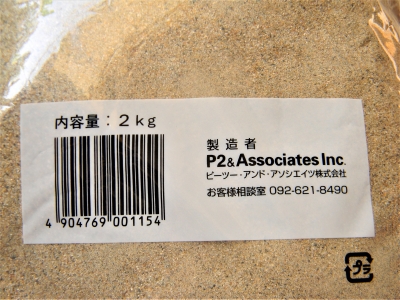 内容量：2kg
4 904769 001154
製造者
P2&Associates Inc.
ピーツー・アンド・アソシエイツ株式会社
お客様相談室 092-621-8490
プラ